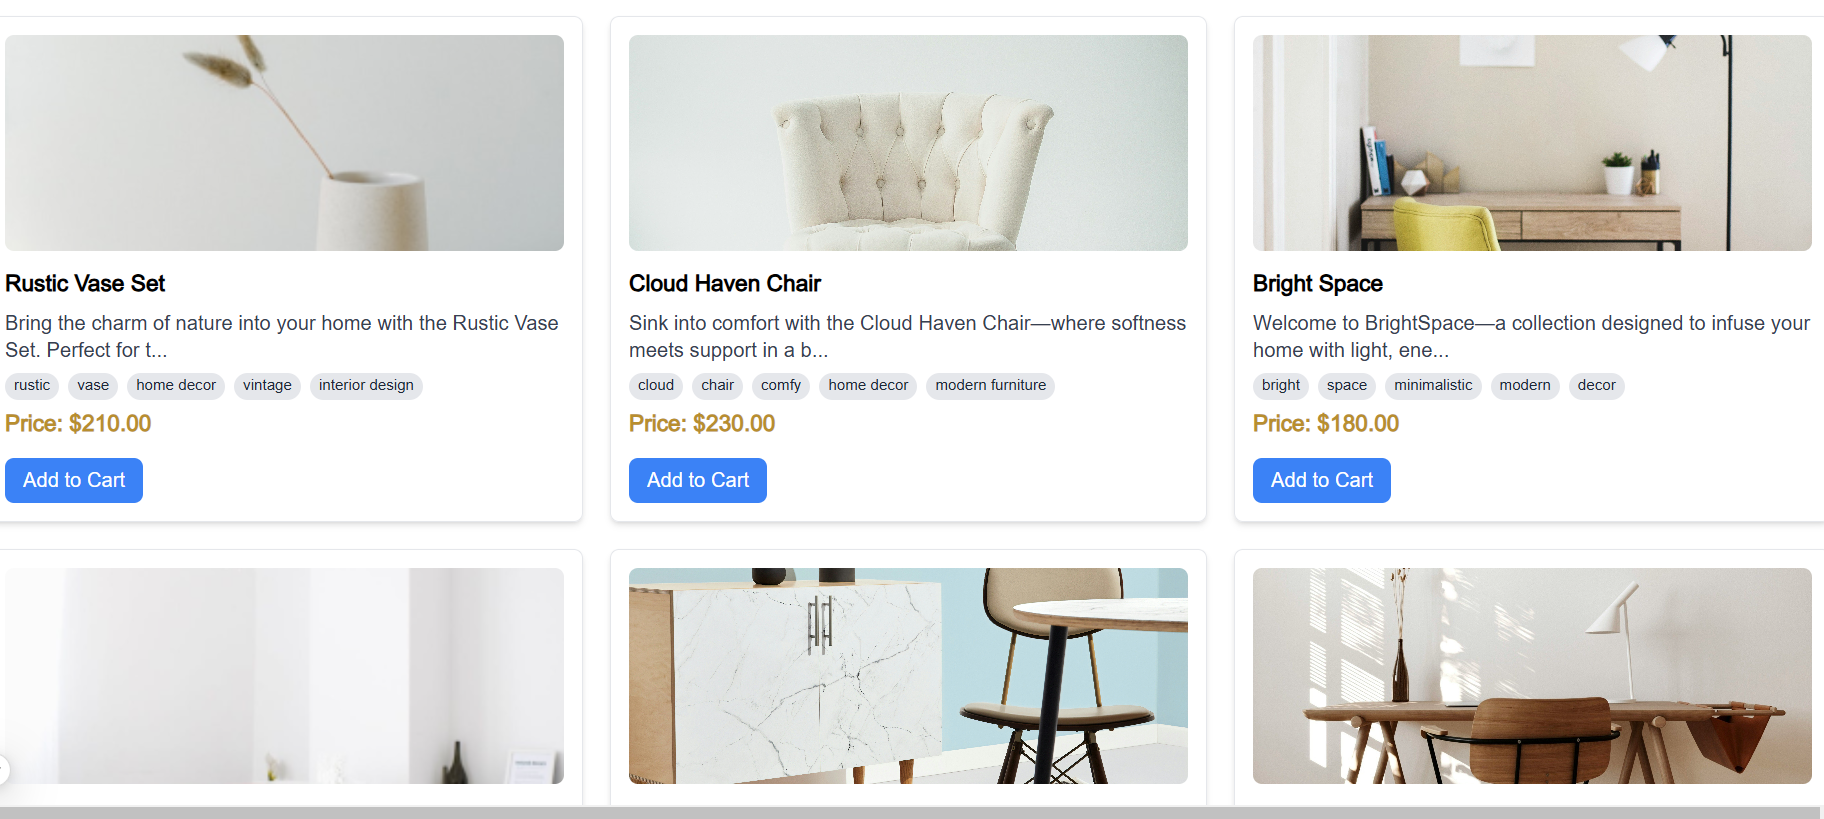 Rustic Vase Set
Bring the charm of nature into your home with the Rustic Vase
Set. Perfect for t...
rustic vase home decor vintage interior design
Price: $210.00
Add to Cart
Cloud Haven Chair
Sink into comfort with the Cloud Haven Chair—where softness
meets support in a b...
cloud chair comfy home decor modern furniture
Price: $230.00
Add to Cart
Bright Space
Welcome to BrightSpace—a collection designed to infuse your
home with light, ene...
bright space minimalistic modern decor
Price: $180.00
Add to Cart